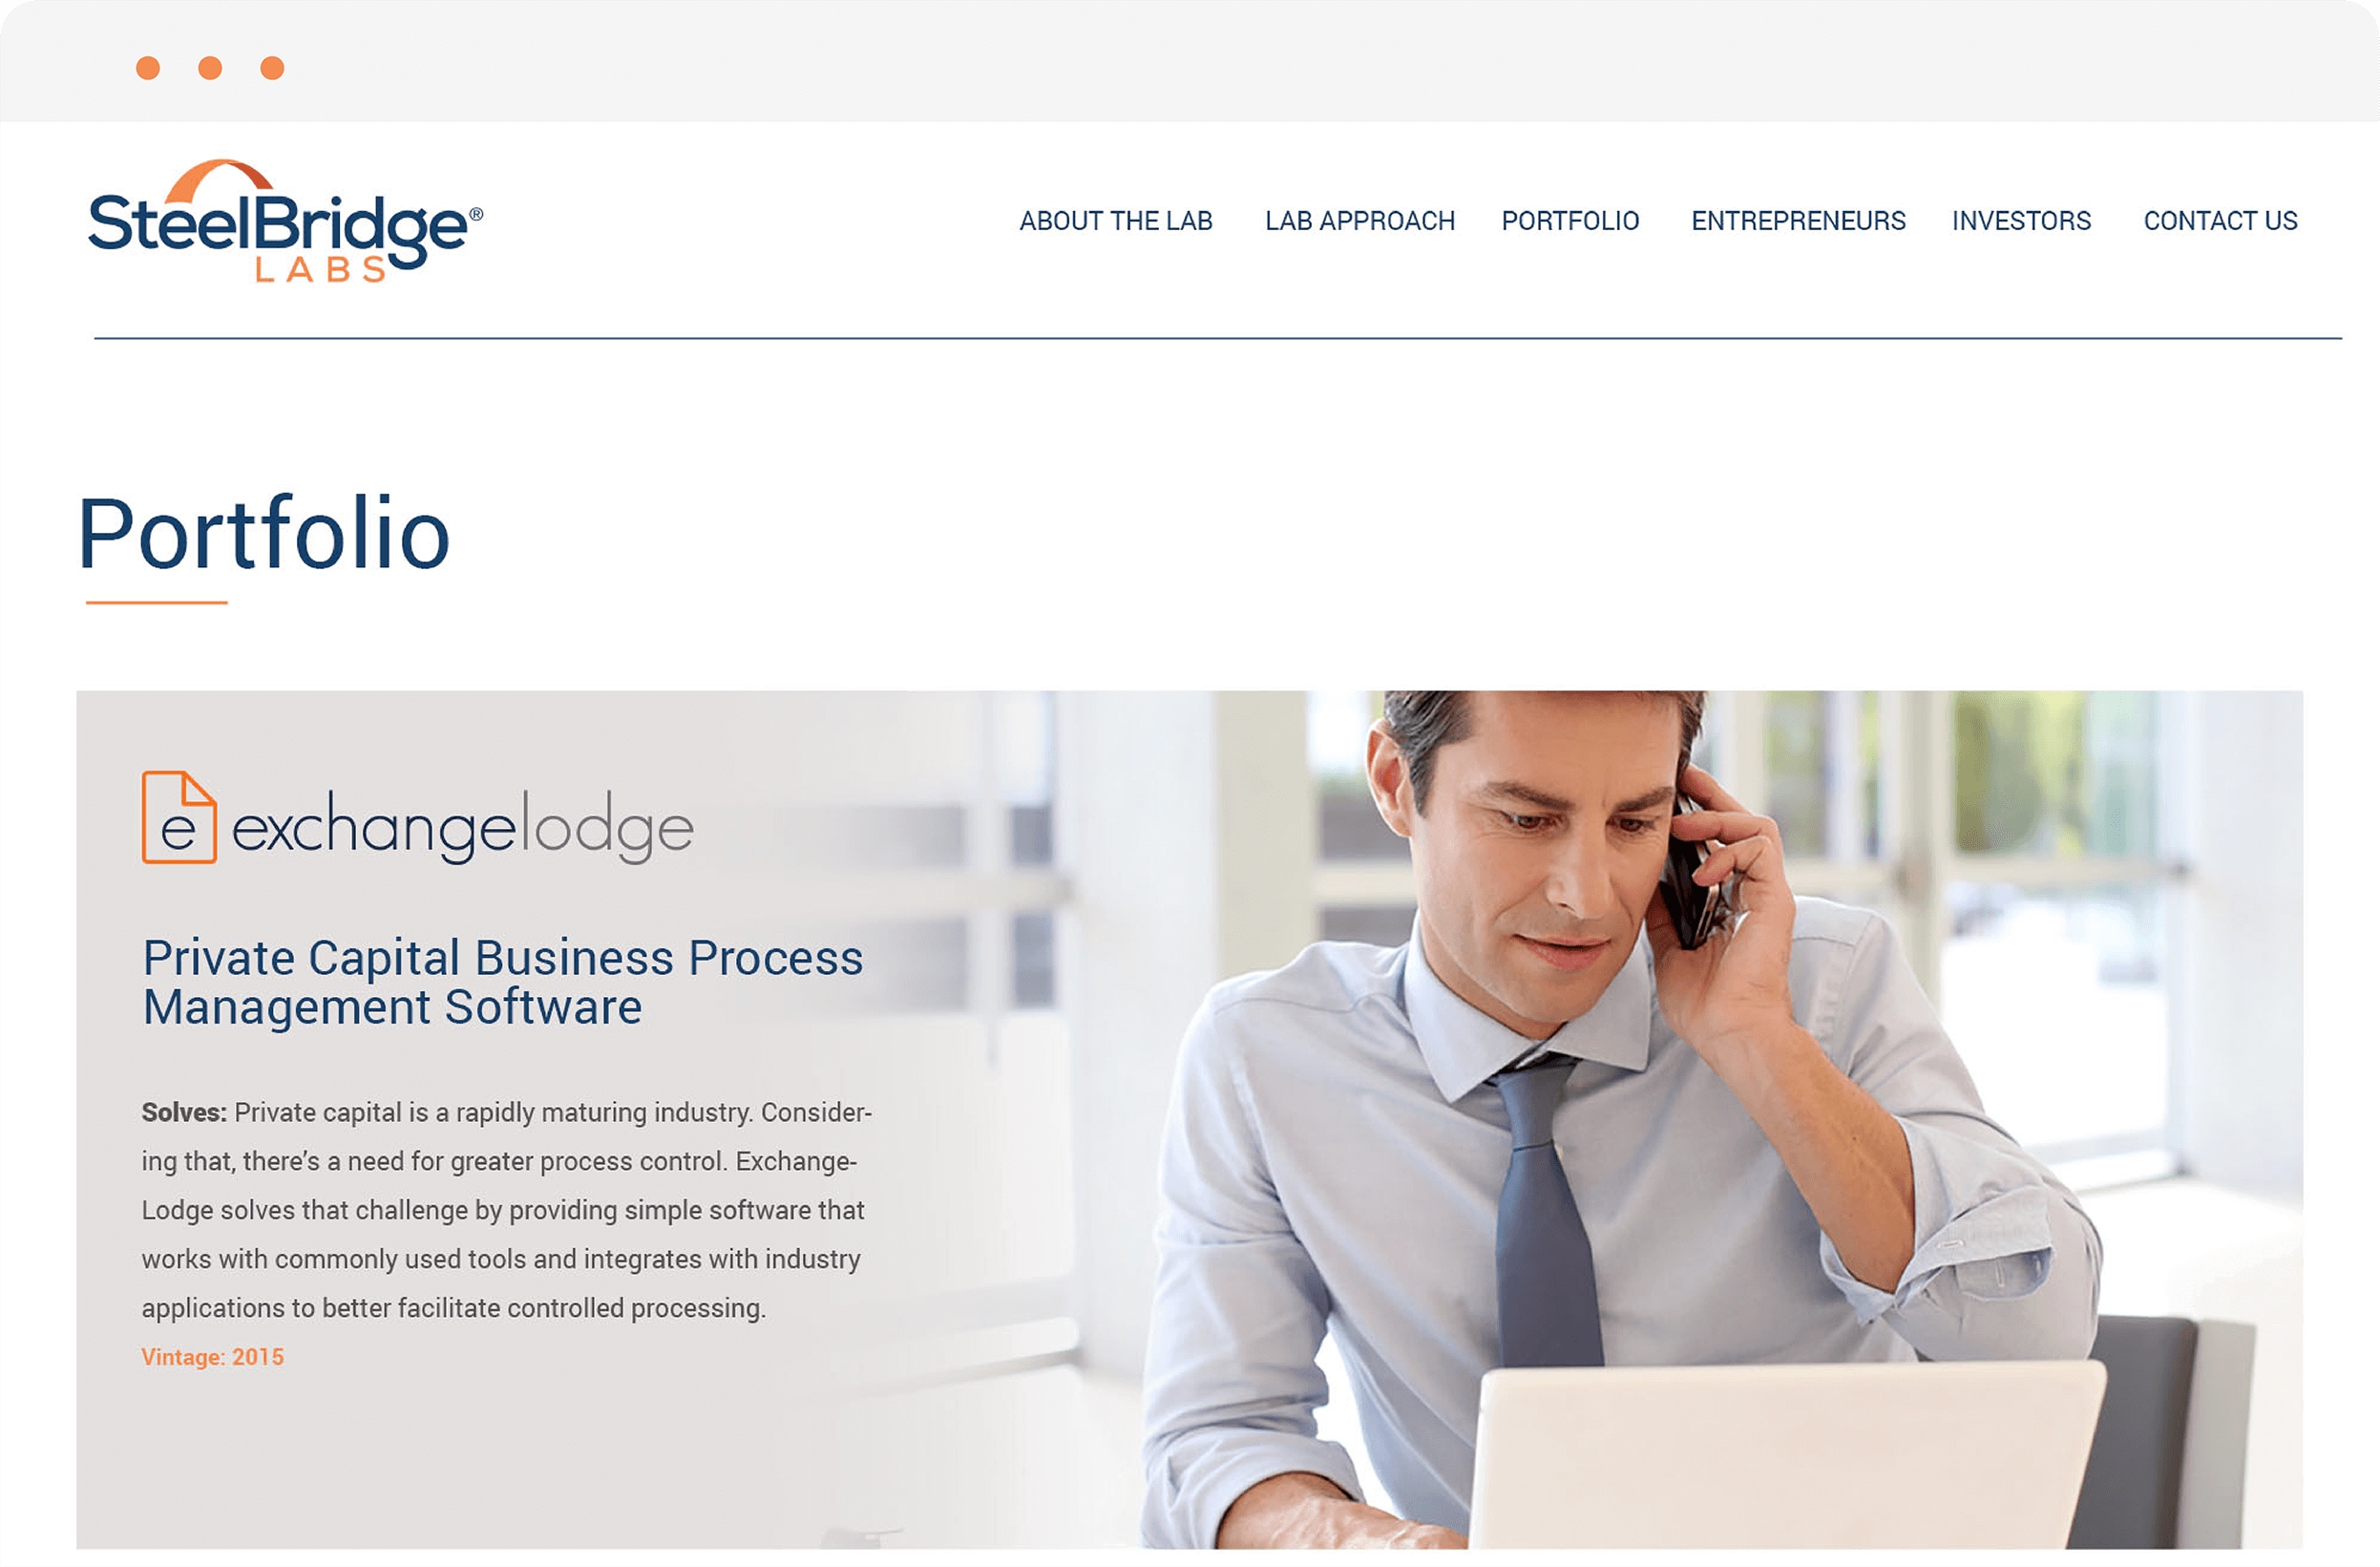 SteelBridge®
LABS
ABOUT THE LAB LAB APPROACH PORTFOLIO ENTREPRENEURS INVESTORS CONTACT US
Portfolio
e exchangelodge
Private Capital Business Process
Management Software
Solves: Private capital is a rapidly maturing industry. Consider-
ing that, there’s a need for greater process control. Exchange-
Lodge solves that challenge by providing simple software that
works with commonly used tools and integrates with industry
applications to better facilitate controlled processing.
Vintage: 2015